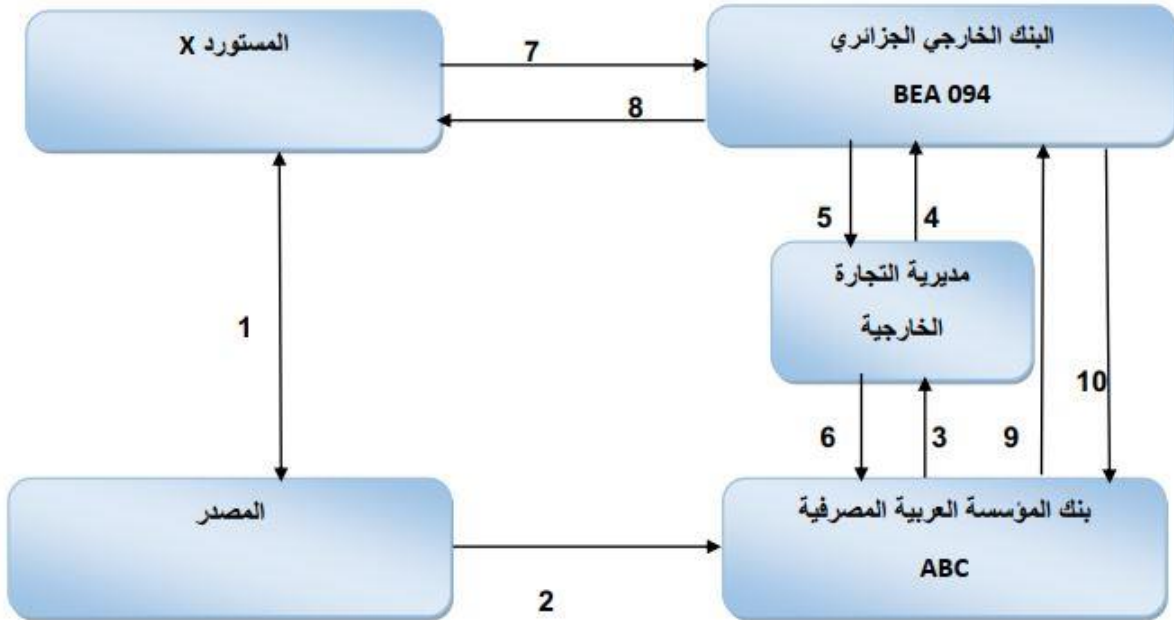 المستورد X
البنك الخارجي الجزائري
BEA 094
7
8
5
4
مديرية التجارة
الخارجية
1
10
6
3
9
المصدر
بنك المؤسسة العربية المصرفية
ABC
2